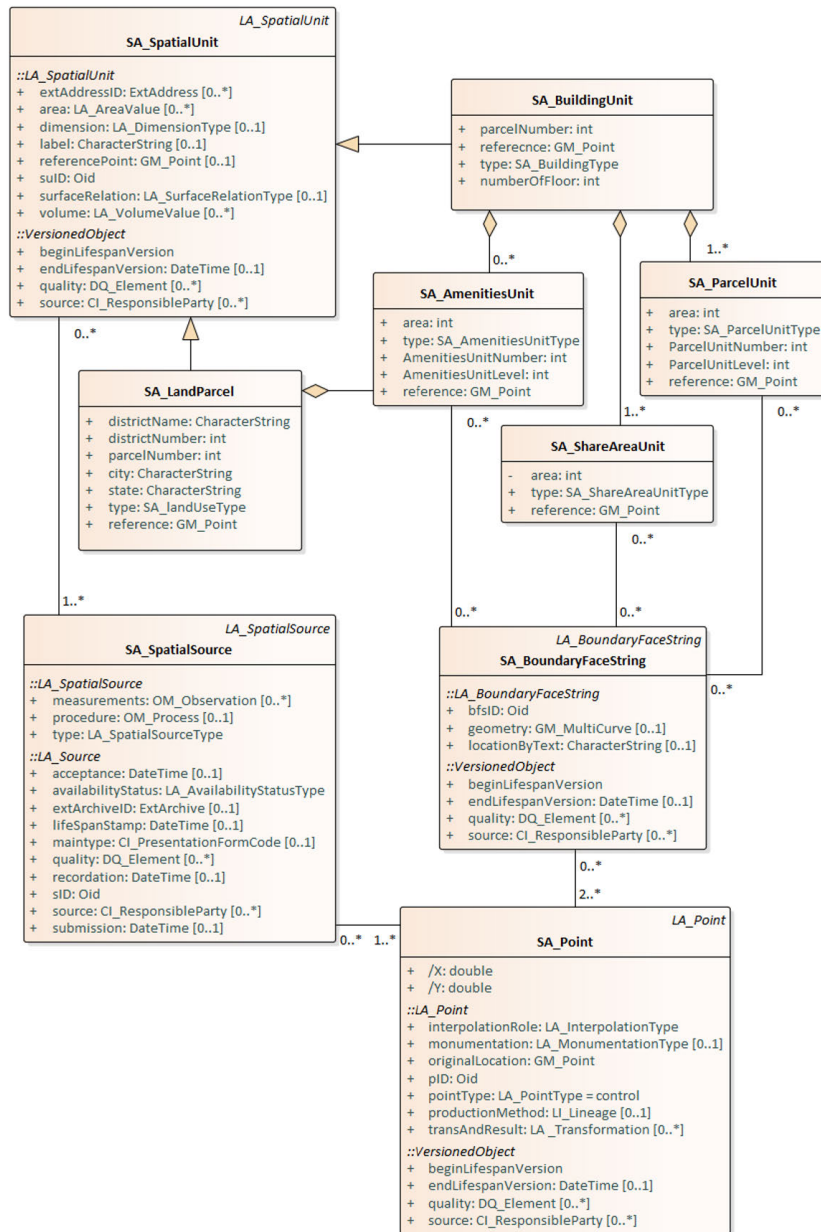 LA_SpatialUnit
SA_SpatialUnit
::LA_SpatialUnit
+ extAddressID: ExtAddress [0..*]
+ area: LA_AreaValue [0..*]
+ dimension: LA_DimensionType [0..1]
+ label: CharacterString [0..1]
+ referencePoint: GM_Point [0..1]
+ suID: Oid
+ surfaceRelation: LA_SurfaceRelationType [0..1]
+ volume: LA_VolumeValue [0..*]
::VersionedObject
+ beginLifespanVersion
+ endLifespanVersion: DateTime [0..1]
+ quality: DQ_Element [0..*]
+ source: CI_ResponsibleParty [0..*]
0..*
SA_BuildingUnit
+ parcelNumber: int
+ referecnce: GM_Point
+ type: SA_BuildingType
+ numberOfFloor: int
0..*
1..*
SA_AmenitiesUnit
+ area: int
+ type: SA_AmenitiesUnitType
+ AmenitiesUnitNumber: int
+ AmenitiesUnitLevel: int
+ reference: GM_Point
0..*
SA_ParcelUnit
+ area: int
+ type: SA_ParcelUnitType
+ ParcelUnitNumber: int
+ ParcelUnitLevel: int
+ reference: GM_Point
0..*
SA_LandParcel
+ districtName: CharacterString
+ districtNumber: int
+ parcelNumber: int
+ city: CharacterString
+ state: CharacterString
+ type: SA_landUseType
+ reference: GM_Point
1..*
SA_ShareAreaUnit
- area: int
+ type: SA_ShareAreaUnitType
+ reference: GM_Point
0..*
1..*
0..*
0..*
0..*
LA_SpatialSource
SA_SpatialSource
::LA_SpatialSource
+ measurements: OM_Observation [0..*]
+ procedure: OM_Process [0..1]
+ type: LA_SpatialSourceType
::LA_Source
+ acceptance: DateTime [0..1]
+ availabilityStatus: LA_AvailabilityStatusType
+ extArchiveID: ExtArchive [0..1]
+ lifeSpanStamp: DateTime [0..1]
+ maintype: CI_PresentationFormCode [0..1]
+ quality: DQ_Element [0..*]
+ recordation: DateTime [0..1]
+ sID: Oid
+ source: CI_ResponsibleParty [0..*]
+ submission: DateTime [0..1]
LA_BoundaryFaceString
SA_BoundaryFaceString
::LA_BoundaryFaceString
+ bfsID: Oid
+ geometry: GM_MultiCurve [0..1]
+ locationByText: CharacterString [0..1]
::VersionedObject
+ beginLifespanVersion
+ endLifespanVersion: DateTime [0..1]
+ quality: DQ_Element [0..*]
+ source: CI_ResponsibleParty [0..*]
0..*
2..*
0..* 1..*
LA_Point
SA_Point
+ /X: double
+ /Y: double
::LA_Point
+ interpolationRole: LA_InterpolationType
+ monumentation: LA_MonumentationType [0..1]
+ originalLocation: GM_Point
+ pID: Oid
+ pointType: LA_PointType = control
+ productionMethod: LI_Lineage [0..1]
+ transAndResult: LA _Transformation [0..*]
::VersionedObject
+ beginLifespanVersion
+ endLifespanVersion: DateTime [0..1]
+ quality: DQ_Element [0..*]
+ source: CI_ResponsibleParty [0..*]